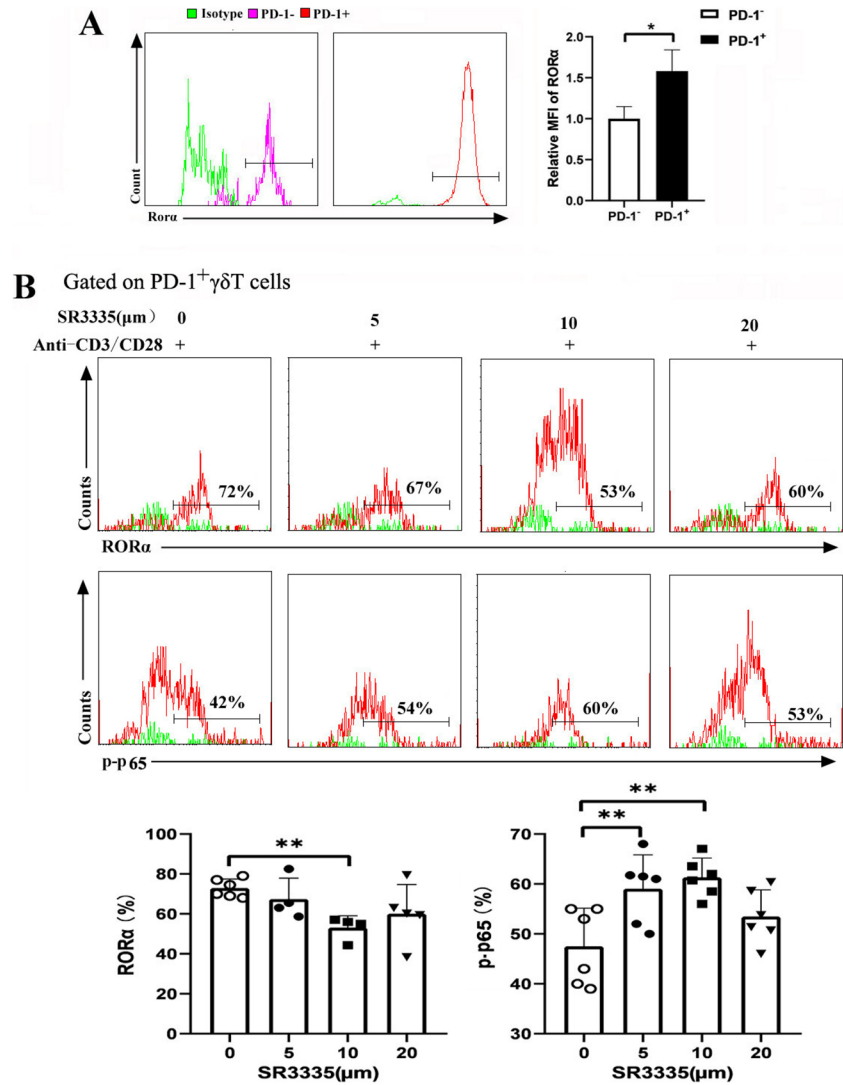 A
Isotype PD-1- PD-1+
Count
Rorα
*
PD-1⁻
PD-1⁺
Relative MFI of RORα
2.0
1.5
1.0
0.5
0.0
PD-1⁻ PD-1⁺
B Gated on PD-1⁺γδT cells
SR3335(μm) 0 5 10 20
Anti-CD3/CD28 + + + +
Counts
72% 67% 53% 60%
RORα
Counts
42% 54% 60% 53%
p-p65
**
RORα (%)
100
80
60
40
20
0
0 5 10 20
SR3335(μm)
**
**
p-p65 (%)
70
60
50
40
30
0 5 10 20
SR3335(μm)